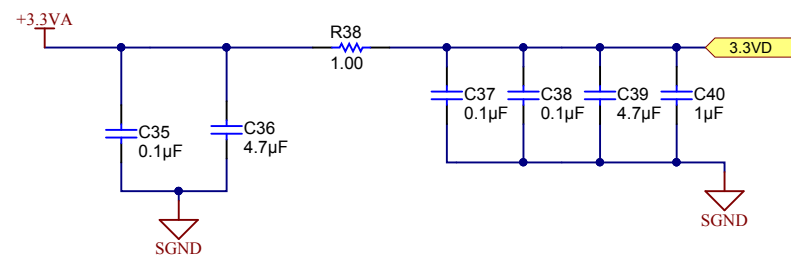 +3.3VA
R38
1.00
3.3VD
C35
0.1µF
C36
4.7µF
C37
0.1µF
C38
0.1µF
C39
4.7µF
C40
1µF
SGND
SGND